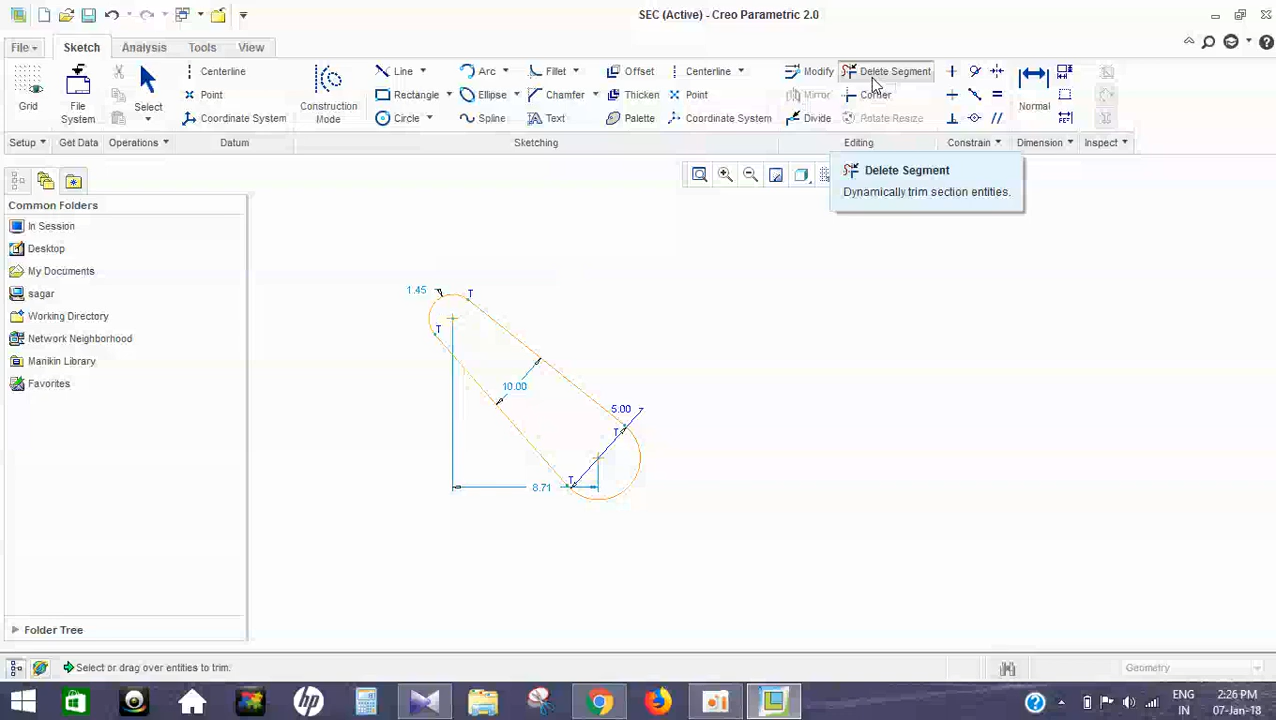 SEC (Active) - Creo Parametric 2.0
File Sketch Analysis Tools View
Grid
File System
Select
Centerline
Point
Coordinate System
Construction Mode
Line
Rectangle
Circle
Arc
Ellipse
Spline
Fillet
Chamfer
Text
Offset
Thicken
Palette
Centerline
Point
Coordinate System
Modify
Mirror
Divide
Delete Segment
Corner
Rotate Resize
Normal
Setup Get Data Operations Datum Sketching Editing Constrain Dimension Inspect
Delete Segment
Dynamically trim section entities.
Common Folders
In Session
Desktop
My Documents
sagar
Working Directory
Network Neighborhood
Manikin Library
Favorites
Folder Tree
1.45
T
T
10.00
5.00
T
T
8.71
Select or drag over entities to trim.
Geometry
hp
ENG
IN
2:26 PM
07-Jan-18